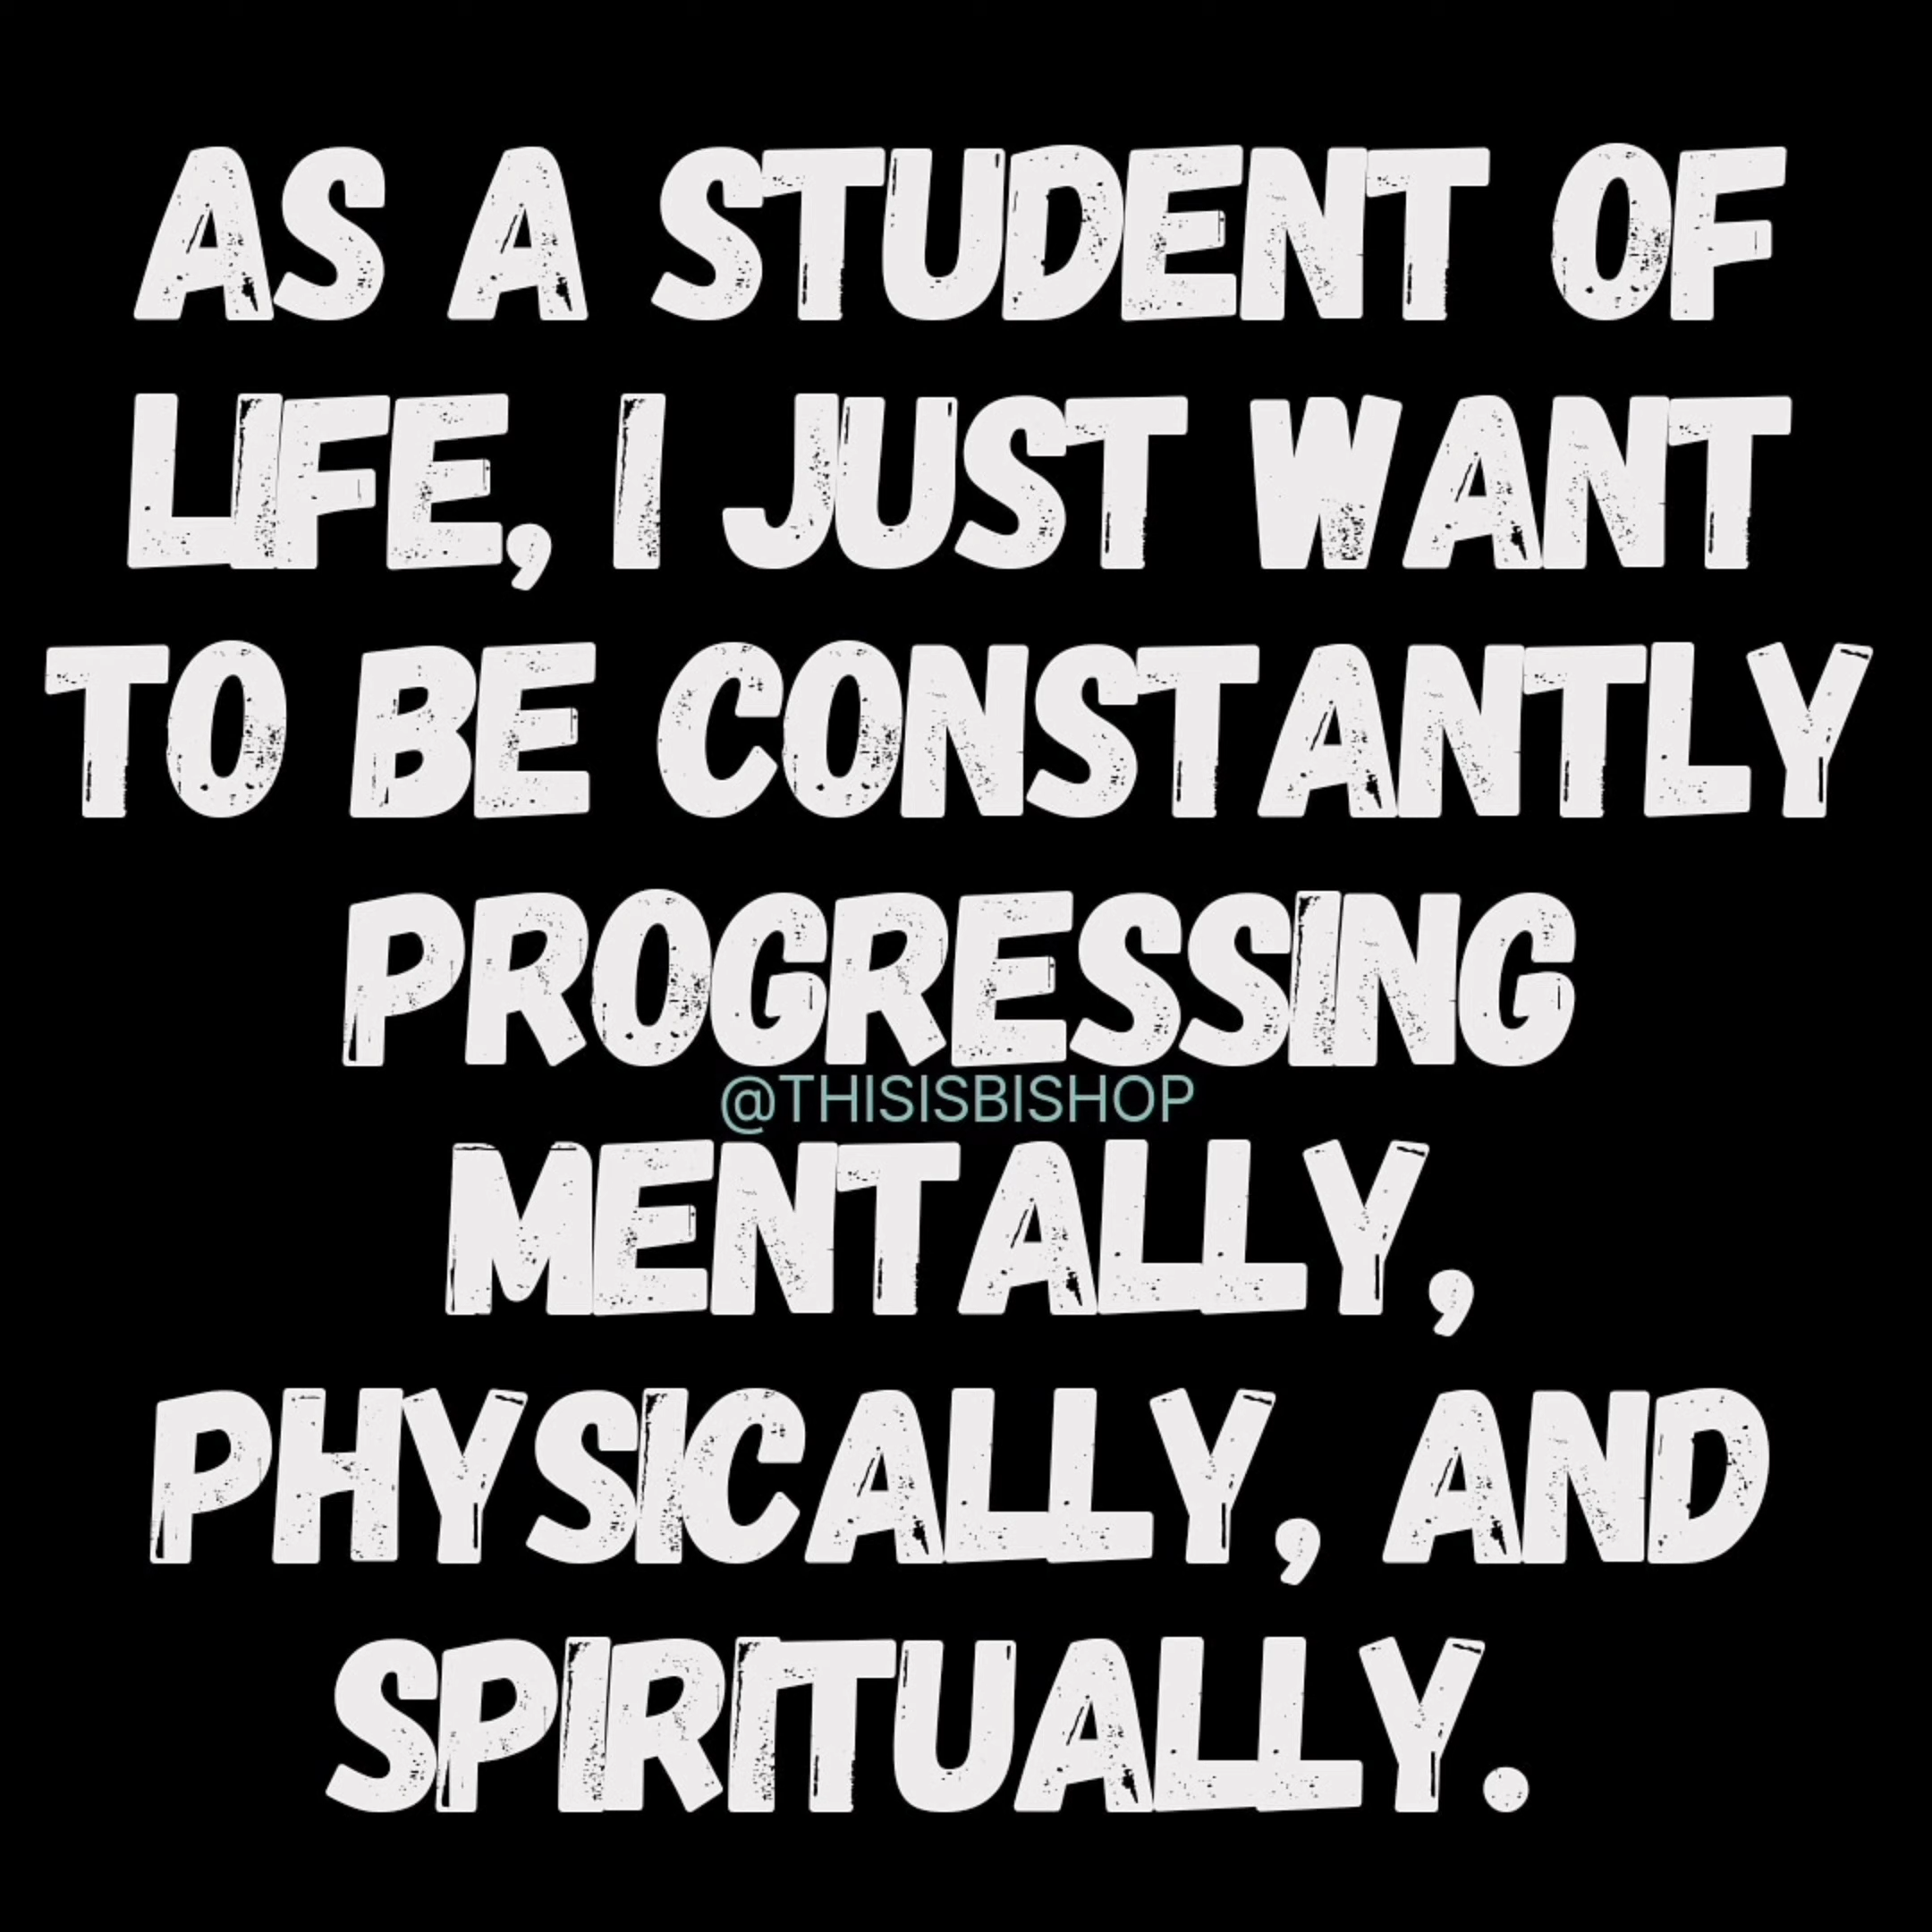 AS A STUDENT OF
LIFE, I JUST WANT
TO BE CONSTANTLY
PROGRESSING
@THISISBISHOP
MENTALLY,
PHYSICALLY, AND
SPIRITUALLY.